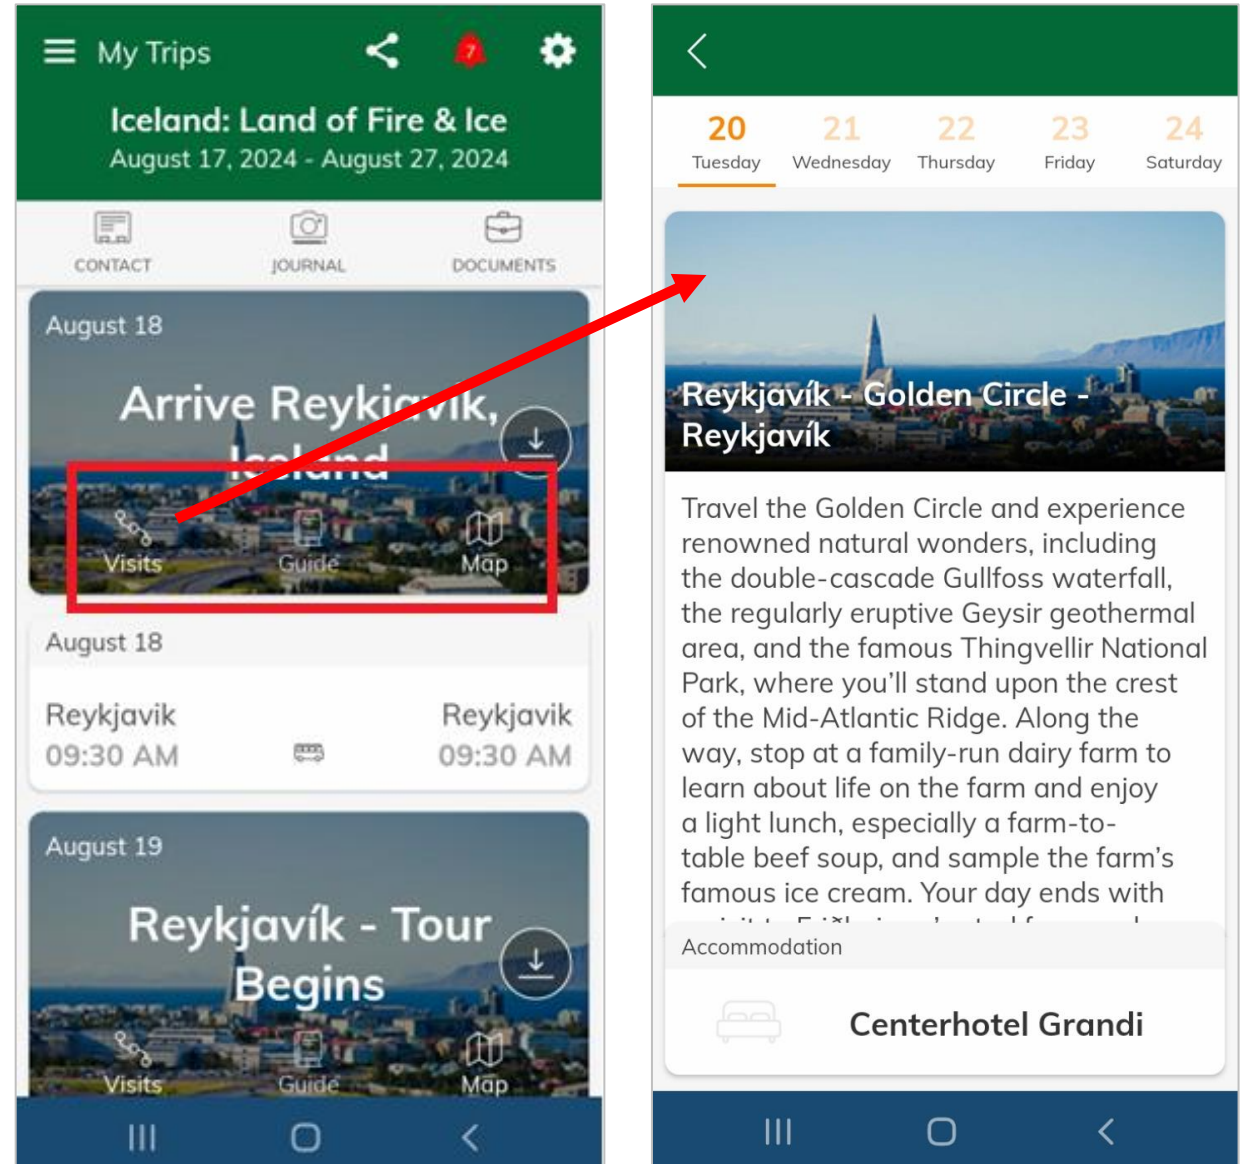 My Trips
7
Iceland: Land of Fire & Ice
August 17, 2024 - August 27, 2024
CONTACT
JOURNAL
DOCUMENTS
August 18
Arrive Reykjavík,
Iceland
Visits
Guide
Map
August 18
Reykjavik
Reykjavik
09:30 AM
09:30 AM
August 19
Reykjavík - Tour
Begins
Visits
Guide
Map
20
21
22
23
24
Tuesday
Wednesday
Thursday
Friday
Saturday
Reykjavík - Golden Circle -
Reykjavík
Travel the Golden Circle and experience
renowned natural wonders, including
the double-cascade Gullfoss waterfall,
the regularly eruptive Geysir geothermal
area, and the famous Thingvellir National
Park, where you'll stand upon the crest
of the Mid-Atlantic Ridge. Along the
way, stop at a family-run dairy farm to
learn about life on the farm and enjoy
a light lunch, especially a farm-to-
table beef soup, and sample the farm's
famous ice cream. Your day ends with
Accommodation
Centerhotel Grandi